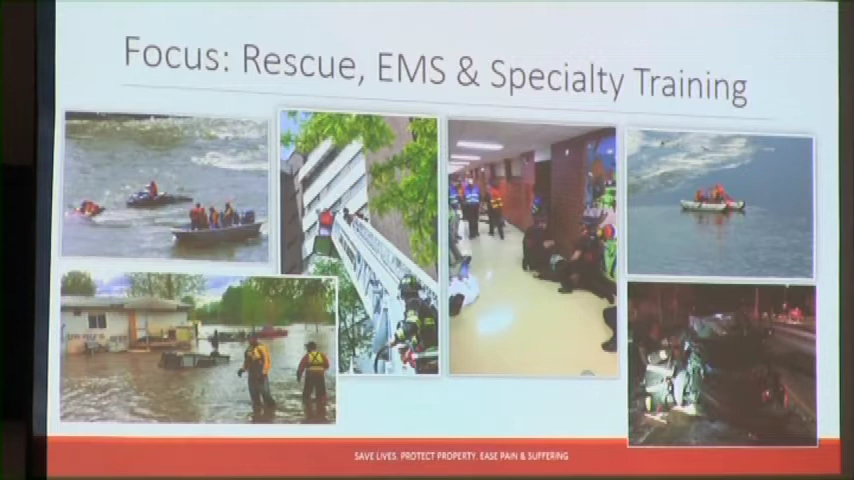 Focus: Rescue, EMS & Specialty Training
SAVE LIVES. PROTECT PROPERTY. EASE PAIN & SUFFERING